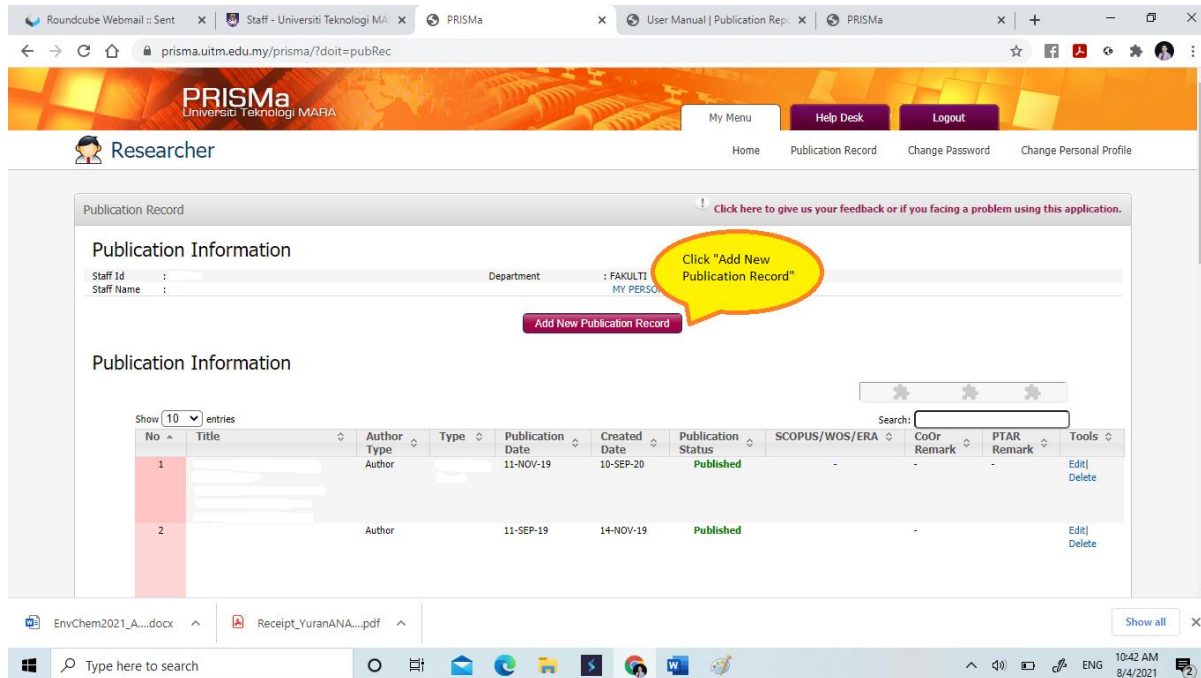 Roundcube Webmail :: Sent
Staff - Universiti Teknologi MA
PRISMa
User Manual | Publication Repo
PRISMa
prisma.uitm.edu.my/prisma/?doit=pubRec
PRISMa
Universiti Teknologi MARA
My Menu
Help Desk
Logout
Researcher
Home
Publication Record
Change Password
Change Personal Profile
Publication Record
! Click here to give us your feedback or if you facing a problem using this application.
Publication Information
Staff Id :
Department : FAKULTI
Staff Name :
MY PERSO
Click "Add New
Publication Record"
Add New Publication Record
Publication Information
Show 10 entries
Search:
No Title Author Type Type Publication Date Created Date Publication Status SCOPUS/WOS/ERA CoOr Remark PTAR Remark Tools
1 Author 11-NOV-19 10-SEP-20 Published - - - Edit|
Delete
2 Author 11-SEP-19 14-NOV-19 Published - Edit|
Delete
EnvChem2021_A....docx
Receipt_YuranANA....pdf
Show all
Type here to search
ENG
10:42 AM
8/4/2021
2